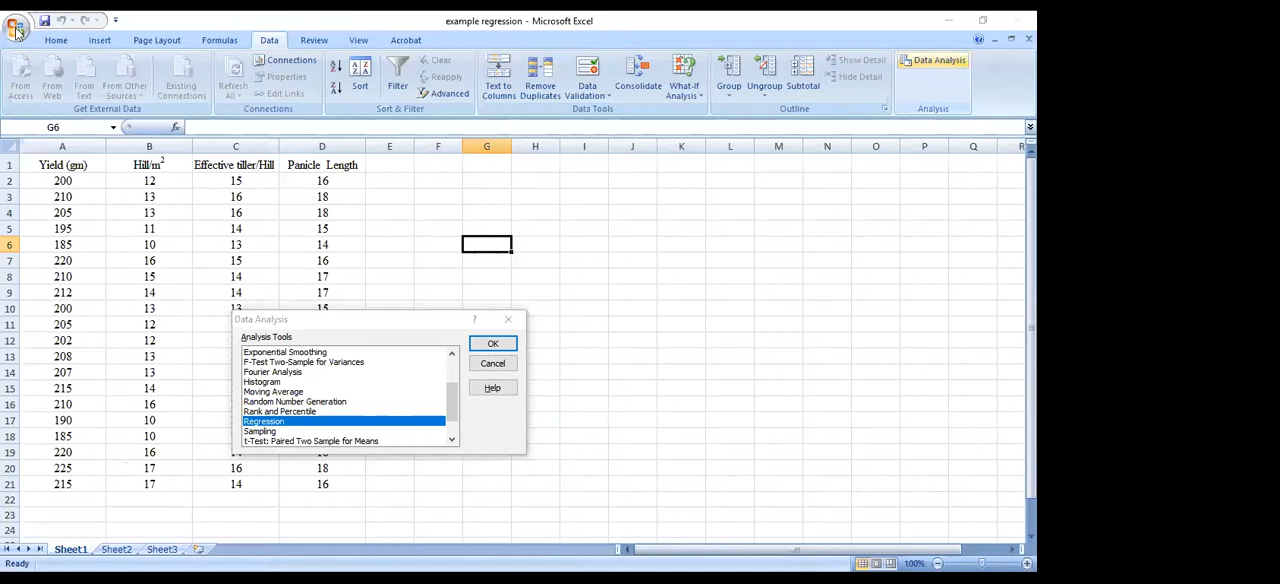 example regression - Microsoft Excel
Home Insert Page Layout Formulas Data Review View Acrobat
From Access
From Web
From Text
From Other Sources
Existing Connections
Get External Data
Refresh All
Connections
Properties
Edit Links
Connections
Sort
Filter
Clear
Reapply
Advanced
Sort & Filter
Text to Columns
Remove Duplicates
Data Validation
Consolidate
What-If Analysis
Data Tools
Group
Ungroup
Subtotal
Show Detail
Hide Detail
Outline
Data Analysis
Analysis
G6 fx
A B C D E F G H I J K L M N O P Q R
1 Yield (gm) Hill/m² Effective tiller/Hill Panicle Length
2 200 12 15 16
3 210 13 16 18
4 205 13 16 18
5 195 11 14 15
6 185 10 13 14
7 220 16 15 16
8 210 15 14 17
9 212 14 14 17
10 200 13 13 15
11 205 12
12 202 12
13 208 13
14 207 13
15 215 14
16 210 16
17 190 10
18 185 10
19 220 16
20 225 17 16 18
21 215 17 14 16
22
23
24
Data Analysis ?
Analysis Tools
Exponential Smoothing
F-Test Two-Sample for Variances
Fourier Analysis
Histogram
Moving Average
Random Number Generation
Rank and Percentile
Regression
Sampling
t-Test: Paired Two Sample for Means
OK
Cancel
Help
Sheet1 Sheet2 Sheet3
Ready 100%